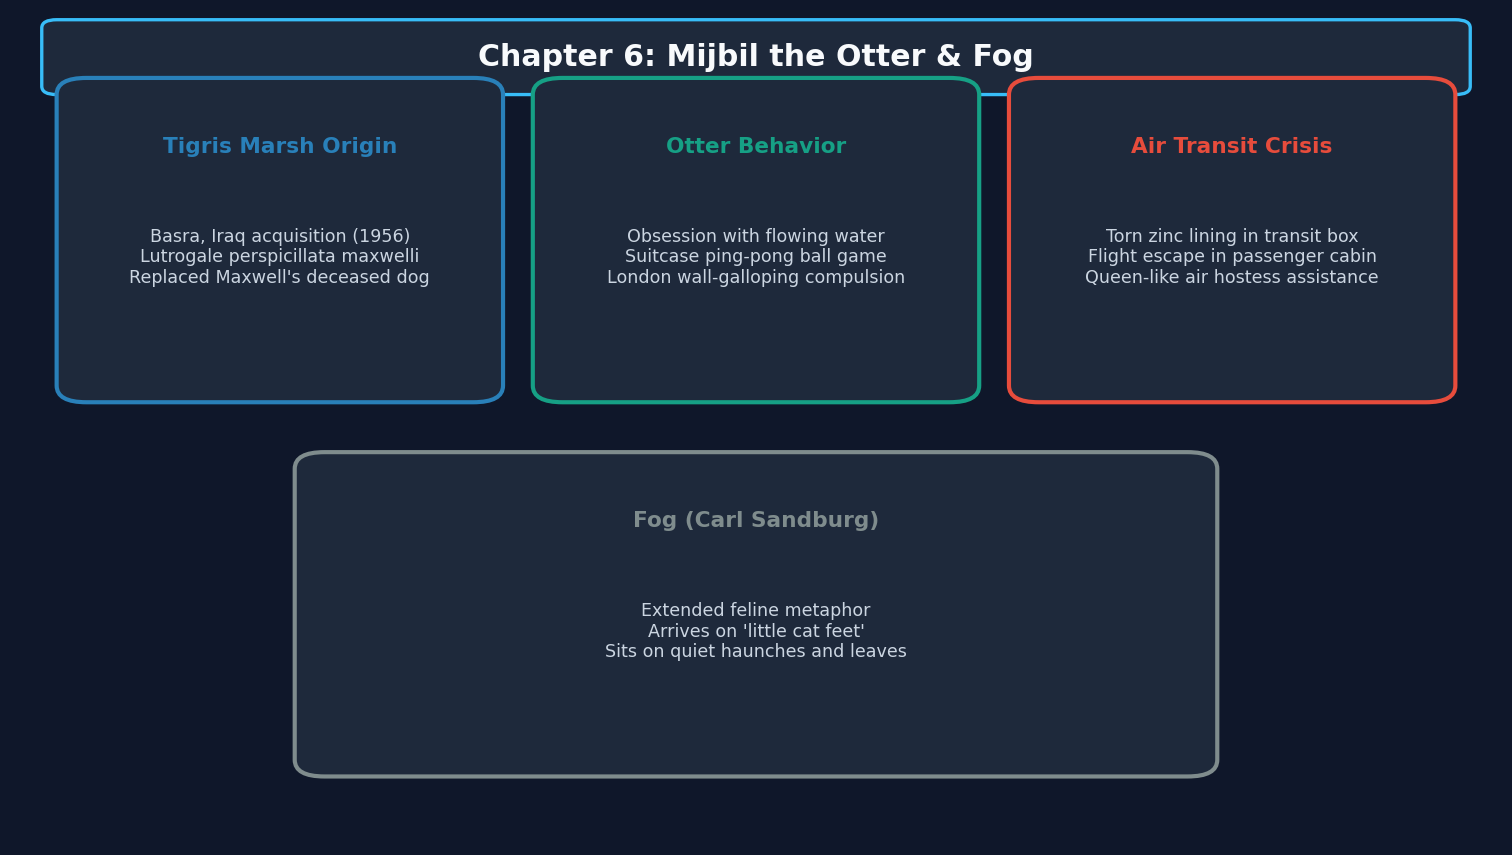 Chapter 6: Mijbil the Otter & Fog
Tigris Marsh Origin
Basra, Iraq acquisition (1956)
Lutrogale perspicillata maxwelli
Replaced Maxwell's deceased dog
Otter Behavior
Obsession with flowing water
Suitcase ping-pong ball game
London wall-galloping compulsion
Air Transit Crisis
Torn zinc lining in transit box
Flight escape in passenger cabin
Queen-like air hostess assistance
Fog (Carl Sandburg)
Extended feline metaphor
Arrives on 'little cat feet'
Sits on quiet haunches and leaves